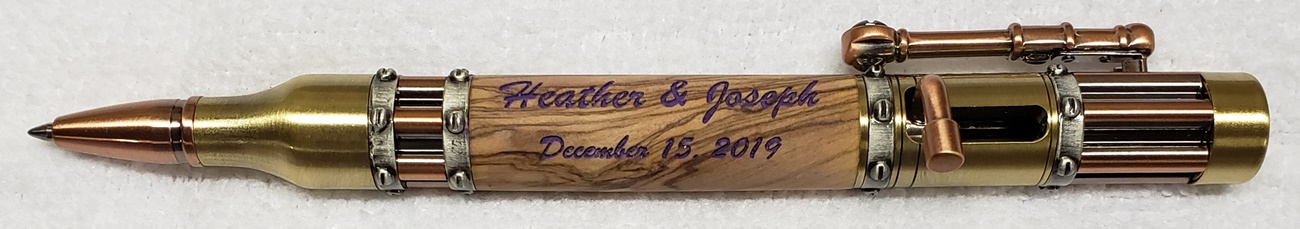 Heather & Joseph
December 15, 2019